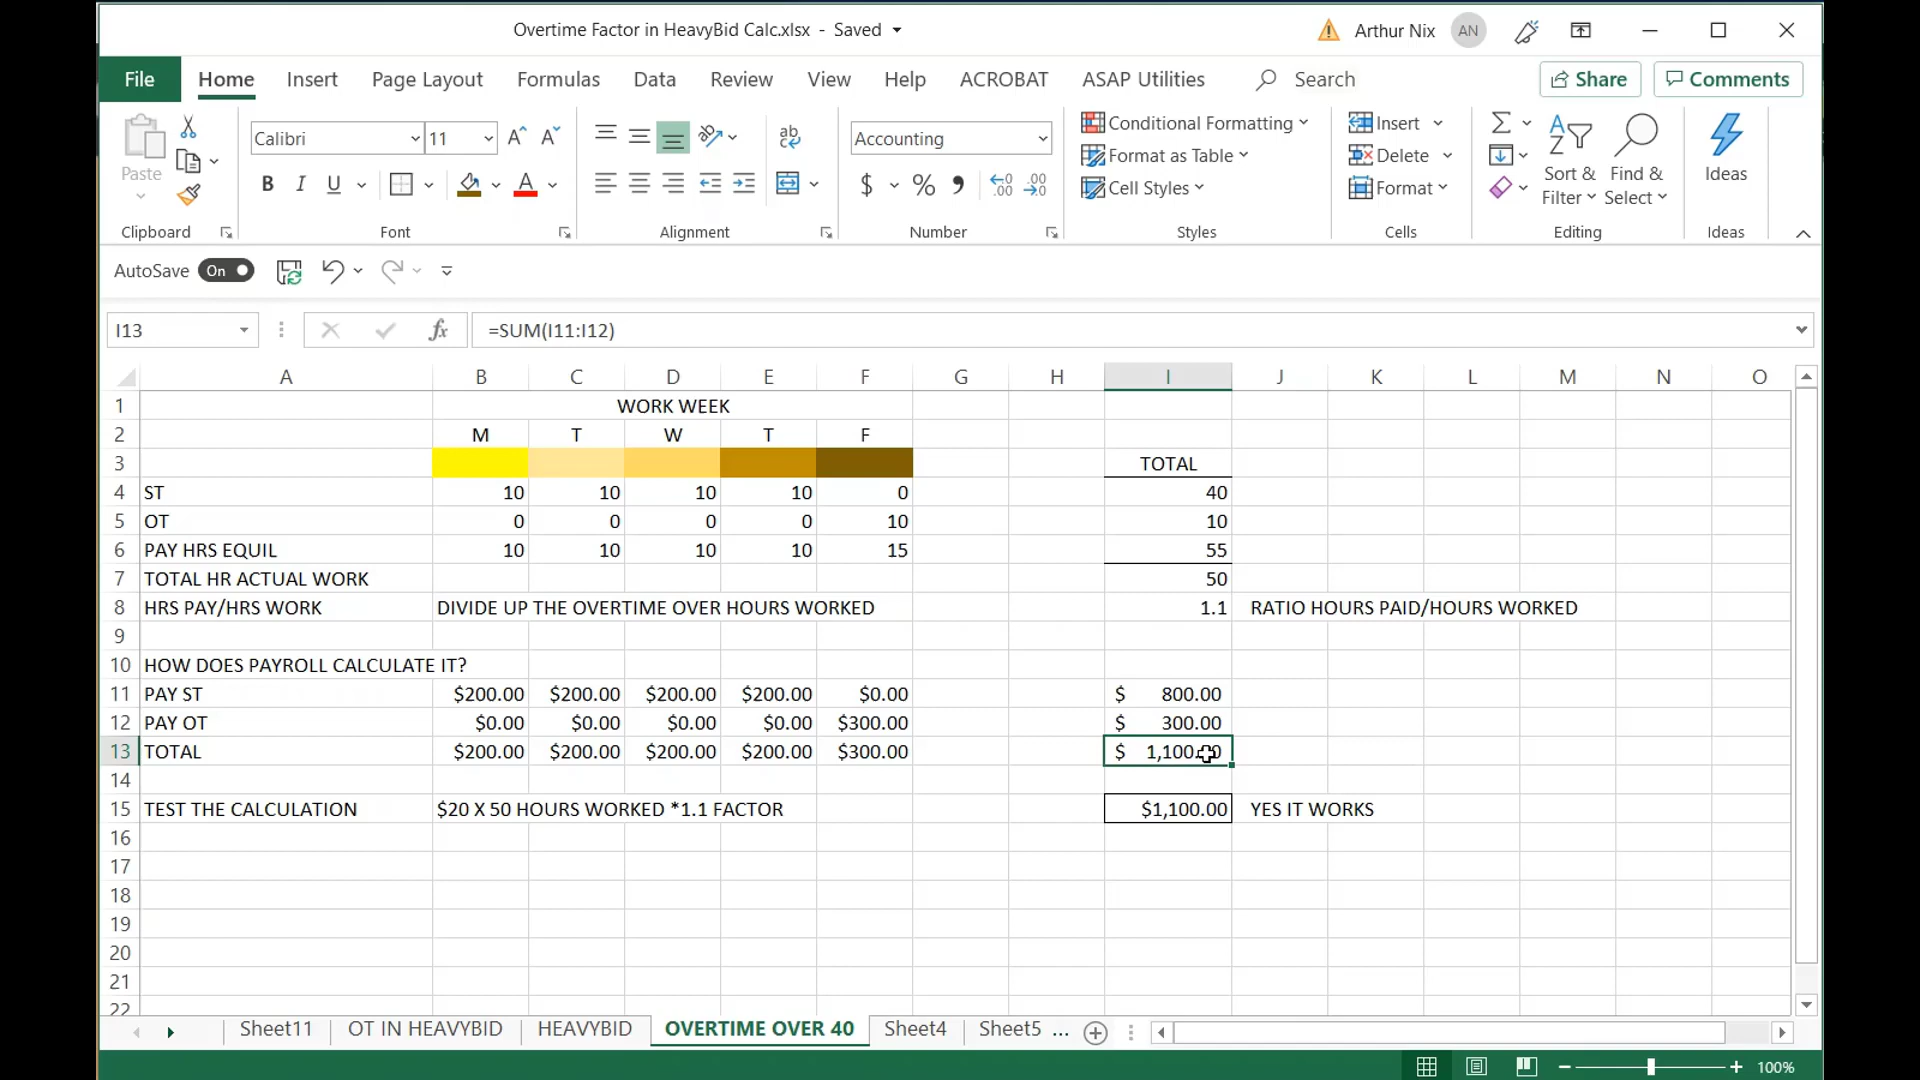 Overtime Factor in HeavyBid Calc.xlsx - Saved
Arthur Nix AN
File Home Insert Page Layout Formulas Data Review View Help ACROBAT ASAP Utilities Search Share Comments
Paste
Clipboard
Calibri 11
B I U
Font
ab
Alignment
Accounting
$ % 9
Number
Conditional Formatting
Format as Table
Cell Styles
Styles
Insert
Delete
Format
Cells
Sort & Filter
Find & Select
Editing
Ideas
Ideas
AutoSave On
I13 fx =SUM(I11:I12)
A B C D E F G H I J K L M N O
1 WORK WEEK
2 M T W T F
3 TOTAL
4 ST 10 10 10 10 0 40
5 OT 0 0 0 0 10 10
6 PAY HRS EQUIL 10 10 10 10 15 55
7 TOTAL HR ACTUAL WORK 50
8 HRS PAY/HRS WORK DIVIDE UP THE OVERTIME OVER HOURS WORKED 1.1 RATIO HOURS PAID/HOURS WORKED
9
10 HOW DOES PAYROLL CALCULATE IT?
11 PAY ST $200.00 $200.00 $200.00 $200.00 $0.00 $ 800.00
12 PAY OT $0.00 $0.00 $0.00 $0.00 $300.00 $ 300.00
13 TOTAL $200.00 $200.00 $200.00 $200.00 $300.00 $ 1,100.00
14
15 TEST THE CALCULATION $20 X 50 HOURS WORKED *1.1 FACTOR $1,100.00 YES IT WORKS
16
17
18
19
20
21
22
Sheet11 OT IN HEAVYBID HEAVYBID OVERTIME OVER 40 Sheet4 Sheet5 ...
100%